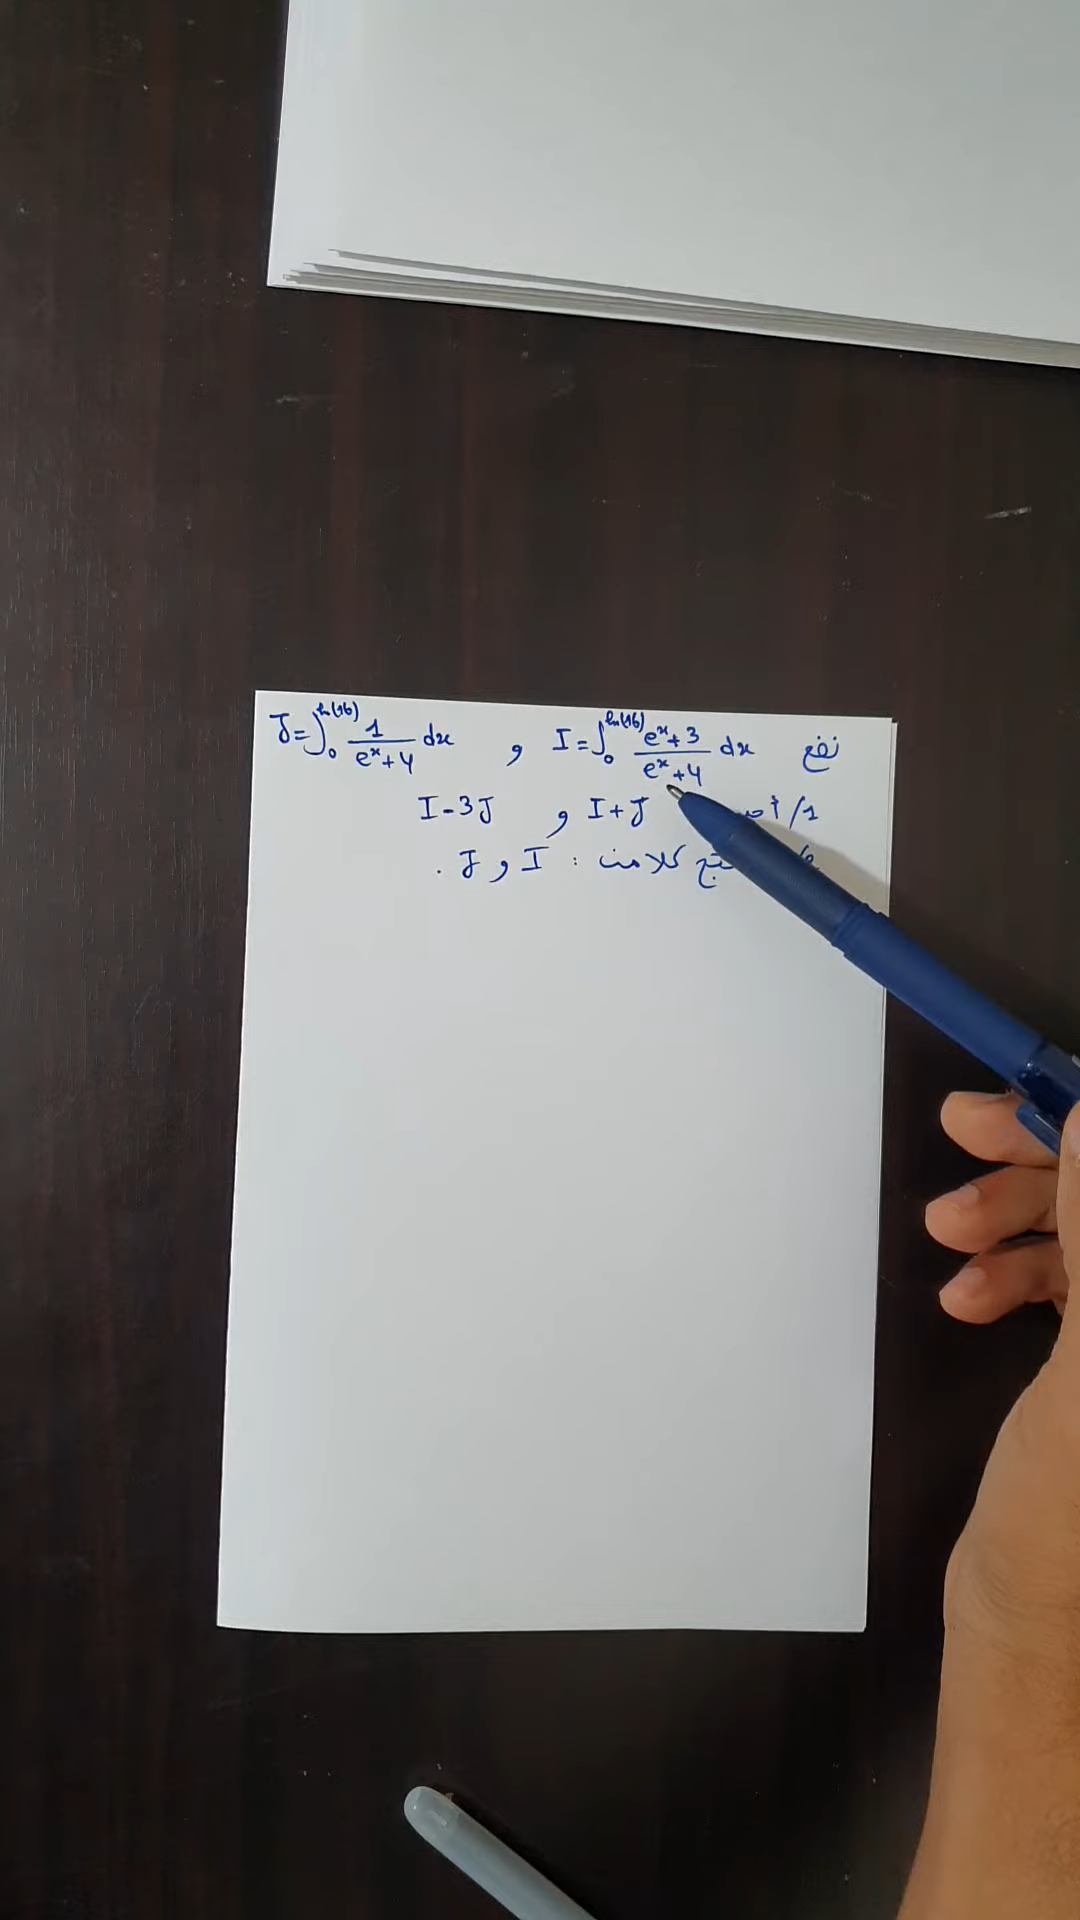 نضع I = ∫₀^ln(16) (eˣ+3)/(eˣ+4) dx و J = ∫₀^ln(16) 1/(eˣ+4) dx
1/ I+J و I-3J
كلا من : I و J .